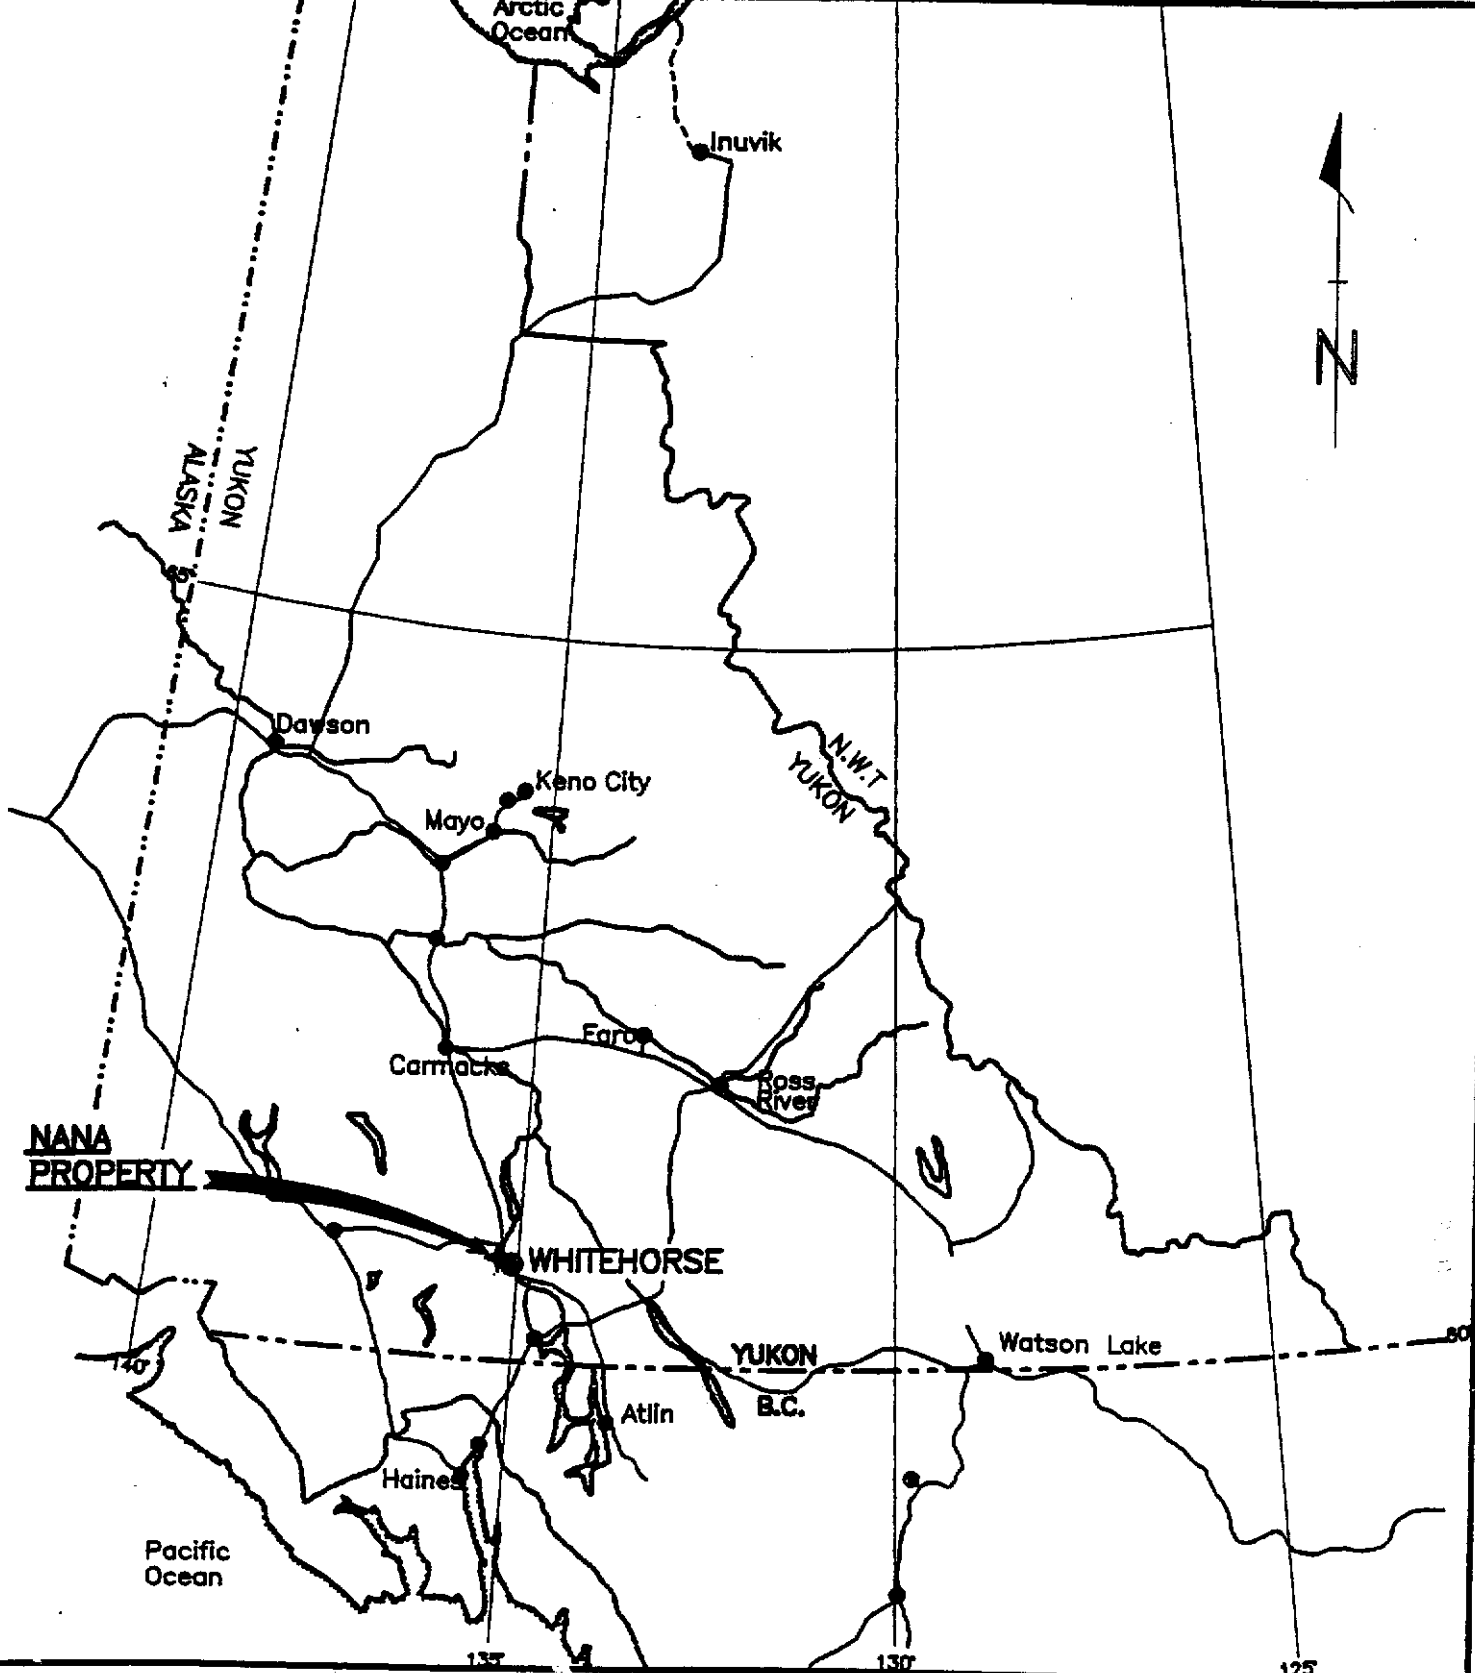 Arctic
Ocean
Inuvik
N
YUKON
ALASKA
65°
Dawson
Keno City
Mayo
N.W.T
YUKON
Faro
Carmacks
Ross
River
NANA
PROPERTY
WHITEHORSE
140°
YUKON
B.C.
Watson Lake
60°
Atlin
Haines
Pacific
Ocean
135°
130°
125°